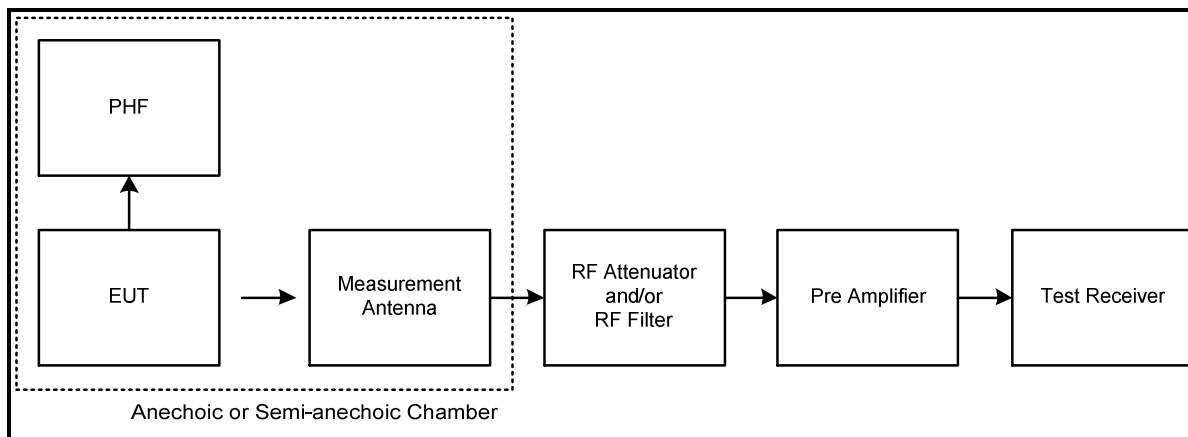 PHF
EUT
Measurement
Antenna
RF Attenuator
and/or
RF Filter
Pre Amplifier
Test Receiver
Anechoic or Semi-anechoic Chamber